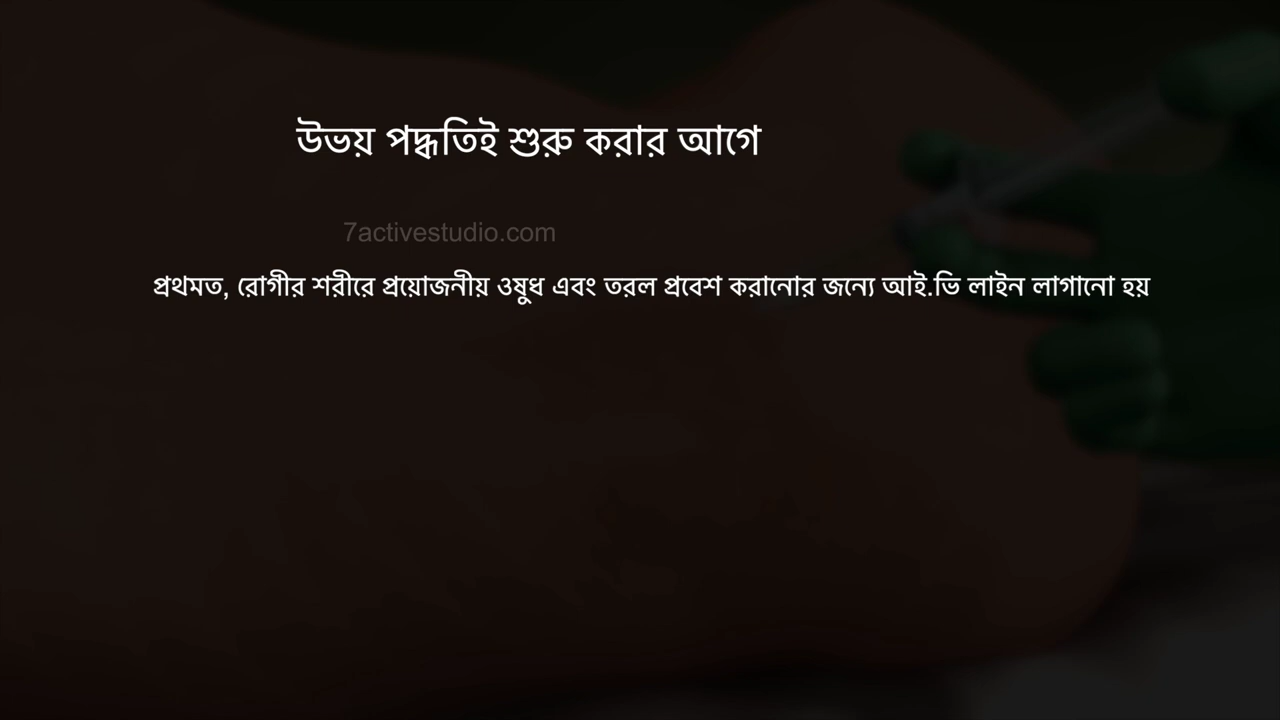 উভয় পদ্ধতিই শুরু করার আগে
7activestudio.com
প্রথমত, রোগীর শরীরে প্রয়োজনীয় ওষুধ এবং তরল প্রবেশ করানোর জন্যে আই.ভি লাইন লাগানো হয়